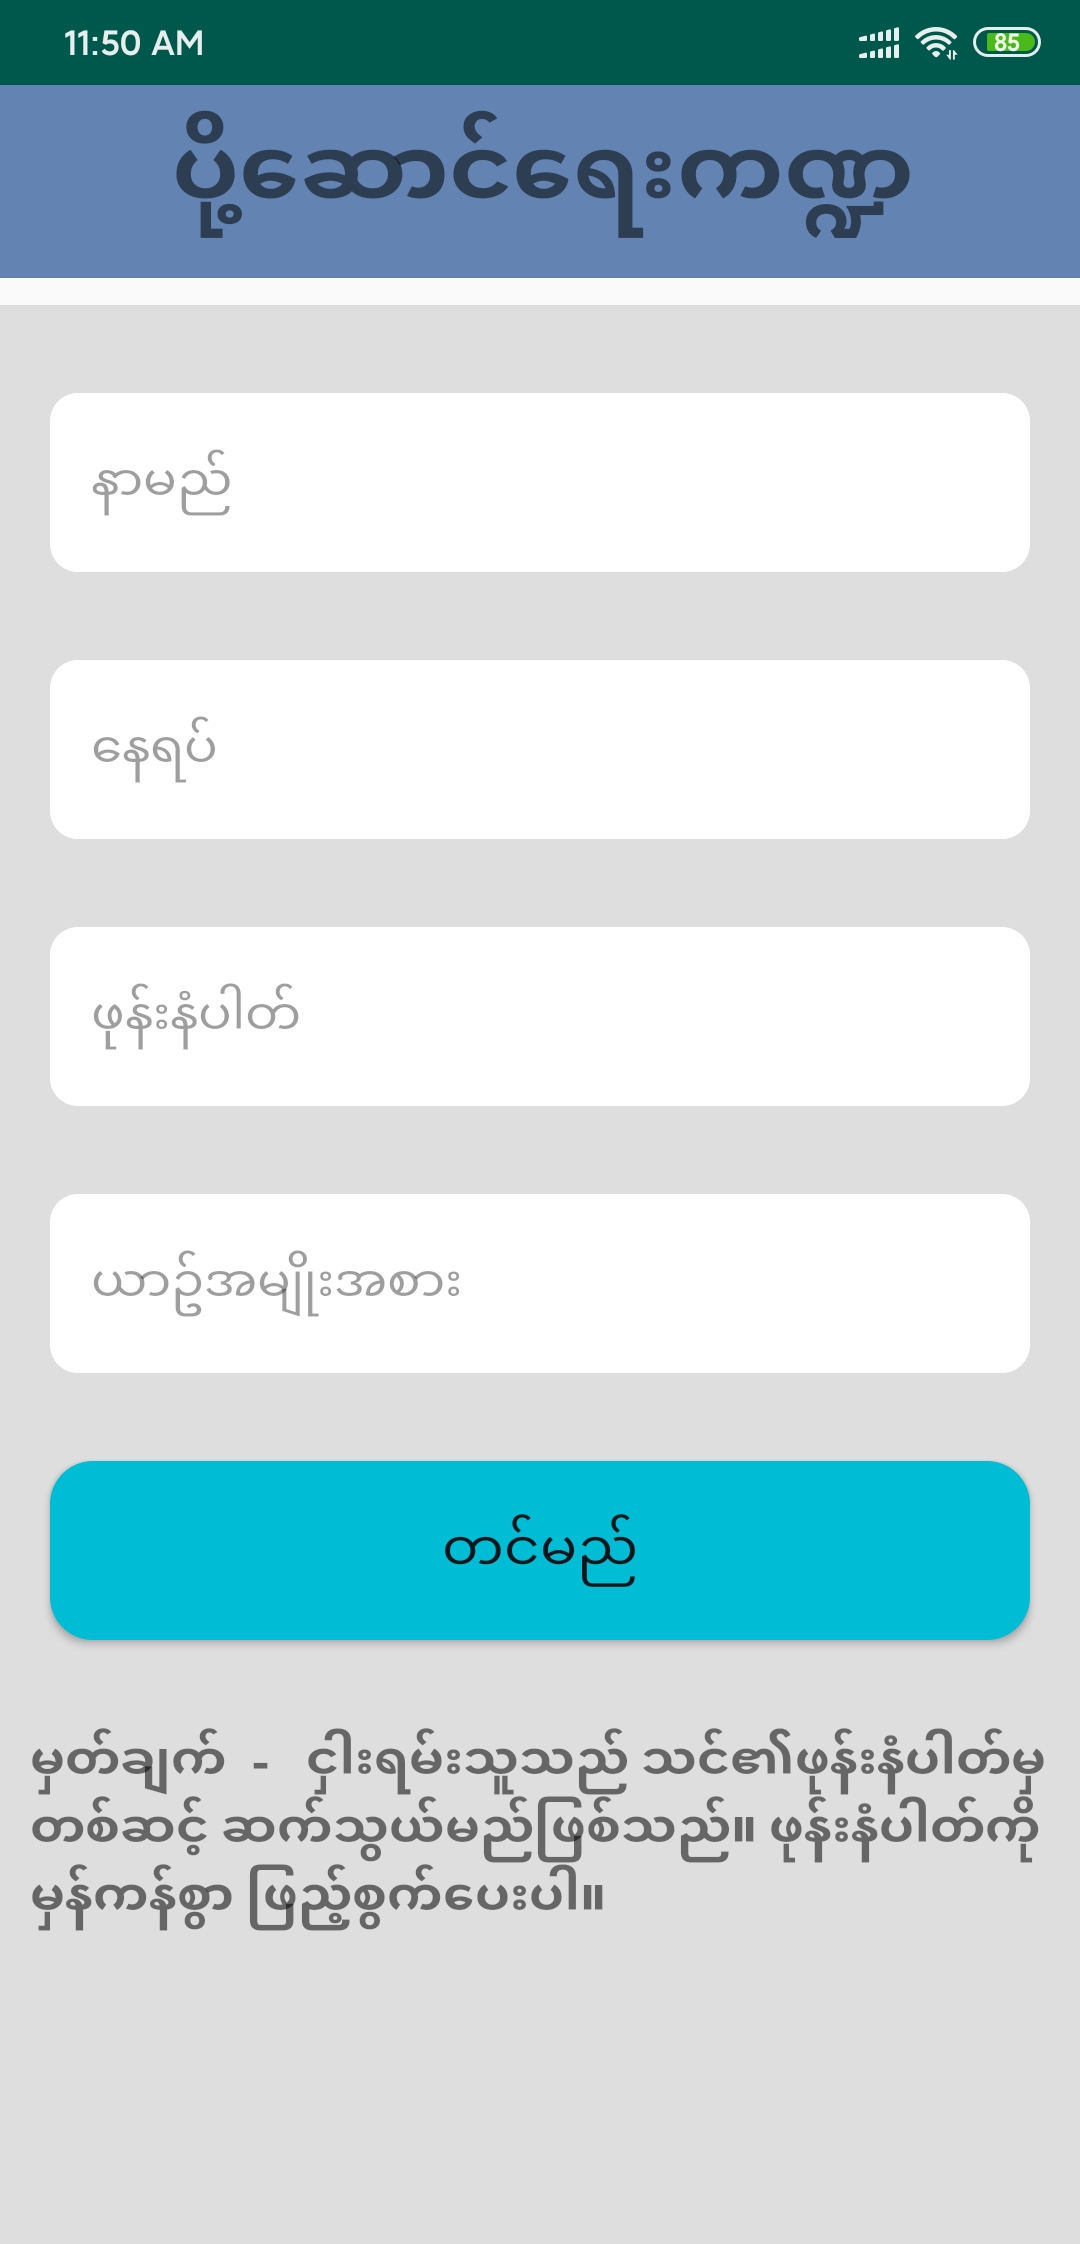 11:50 AM
85
ပို့ဆောင်ရေးကဏ္ဍ
နာမည်
နေရပ်
ဖုန်းနံပါတ်
ယာဥ်အမျိုးအစား
တင်မည်
မှတ်ချက် - ငှါးရမ်းသူသည် သင်၏ဖုန်းနံပါတ်မှ
တစ်ဆင့် ဆက်သွယ်မည်ဖြစ်သည်။ ဖုန်းနံပါတ်ကို
မှန်ကန်စွာ ဖြည့်စွက်ပေးပါ။